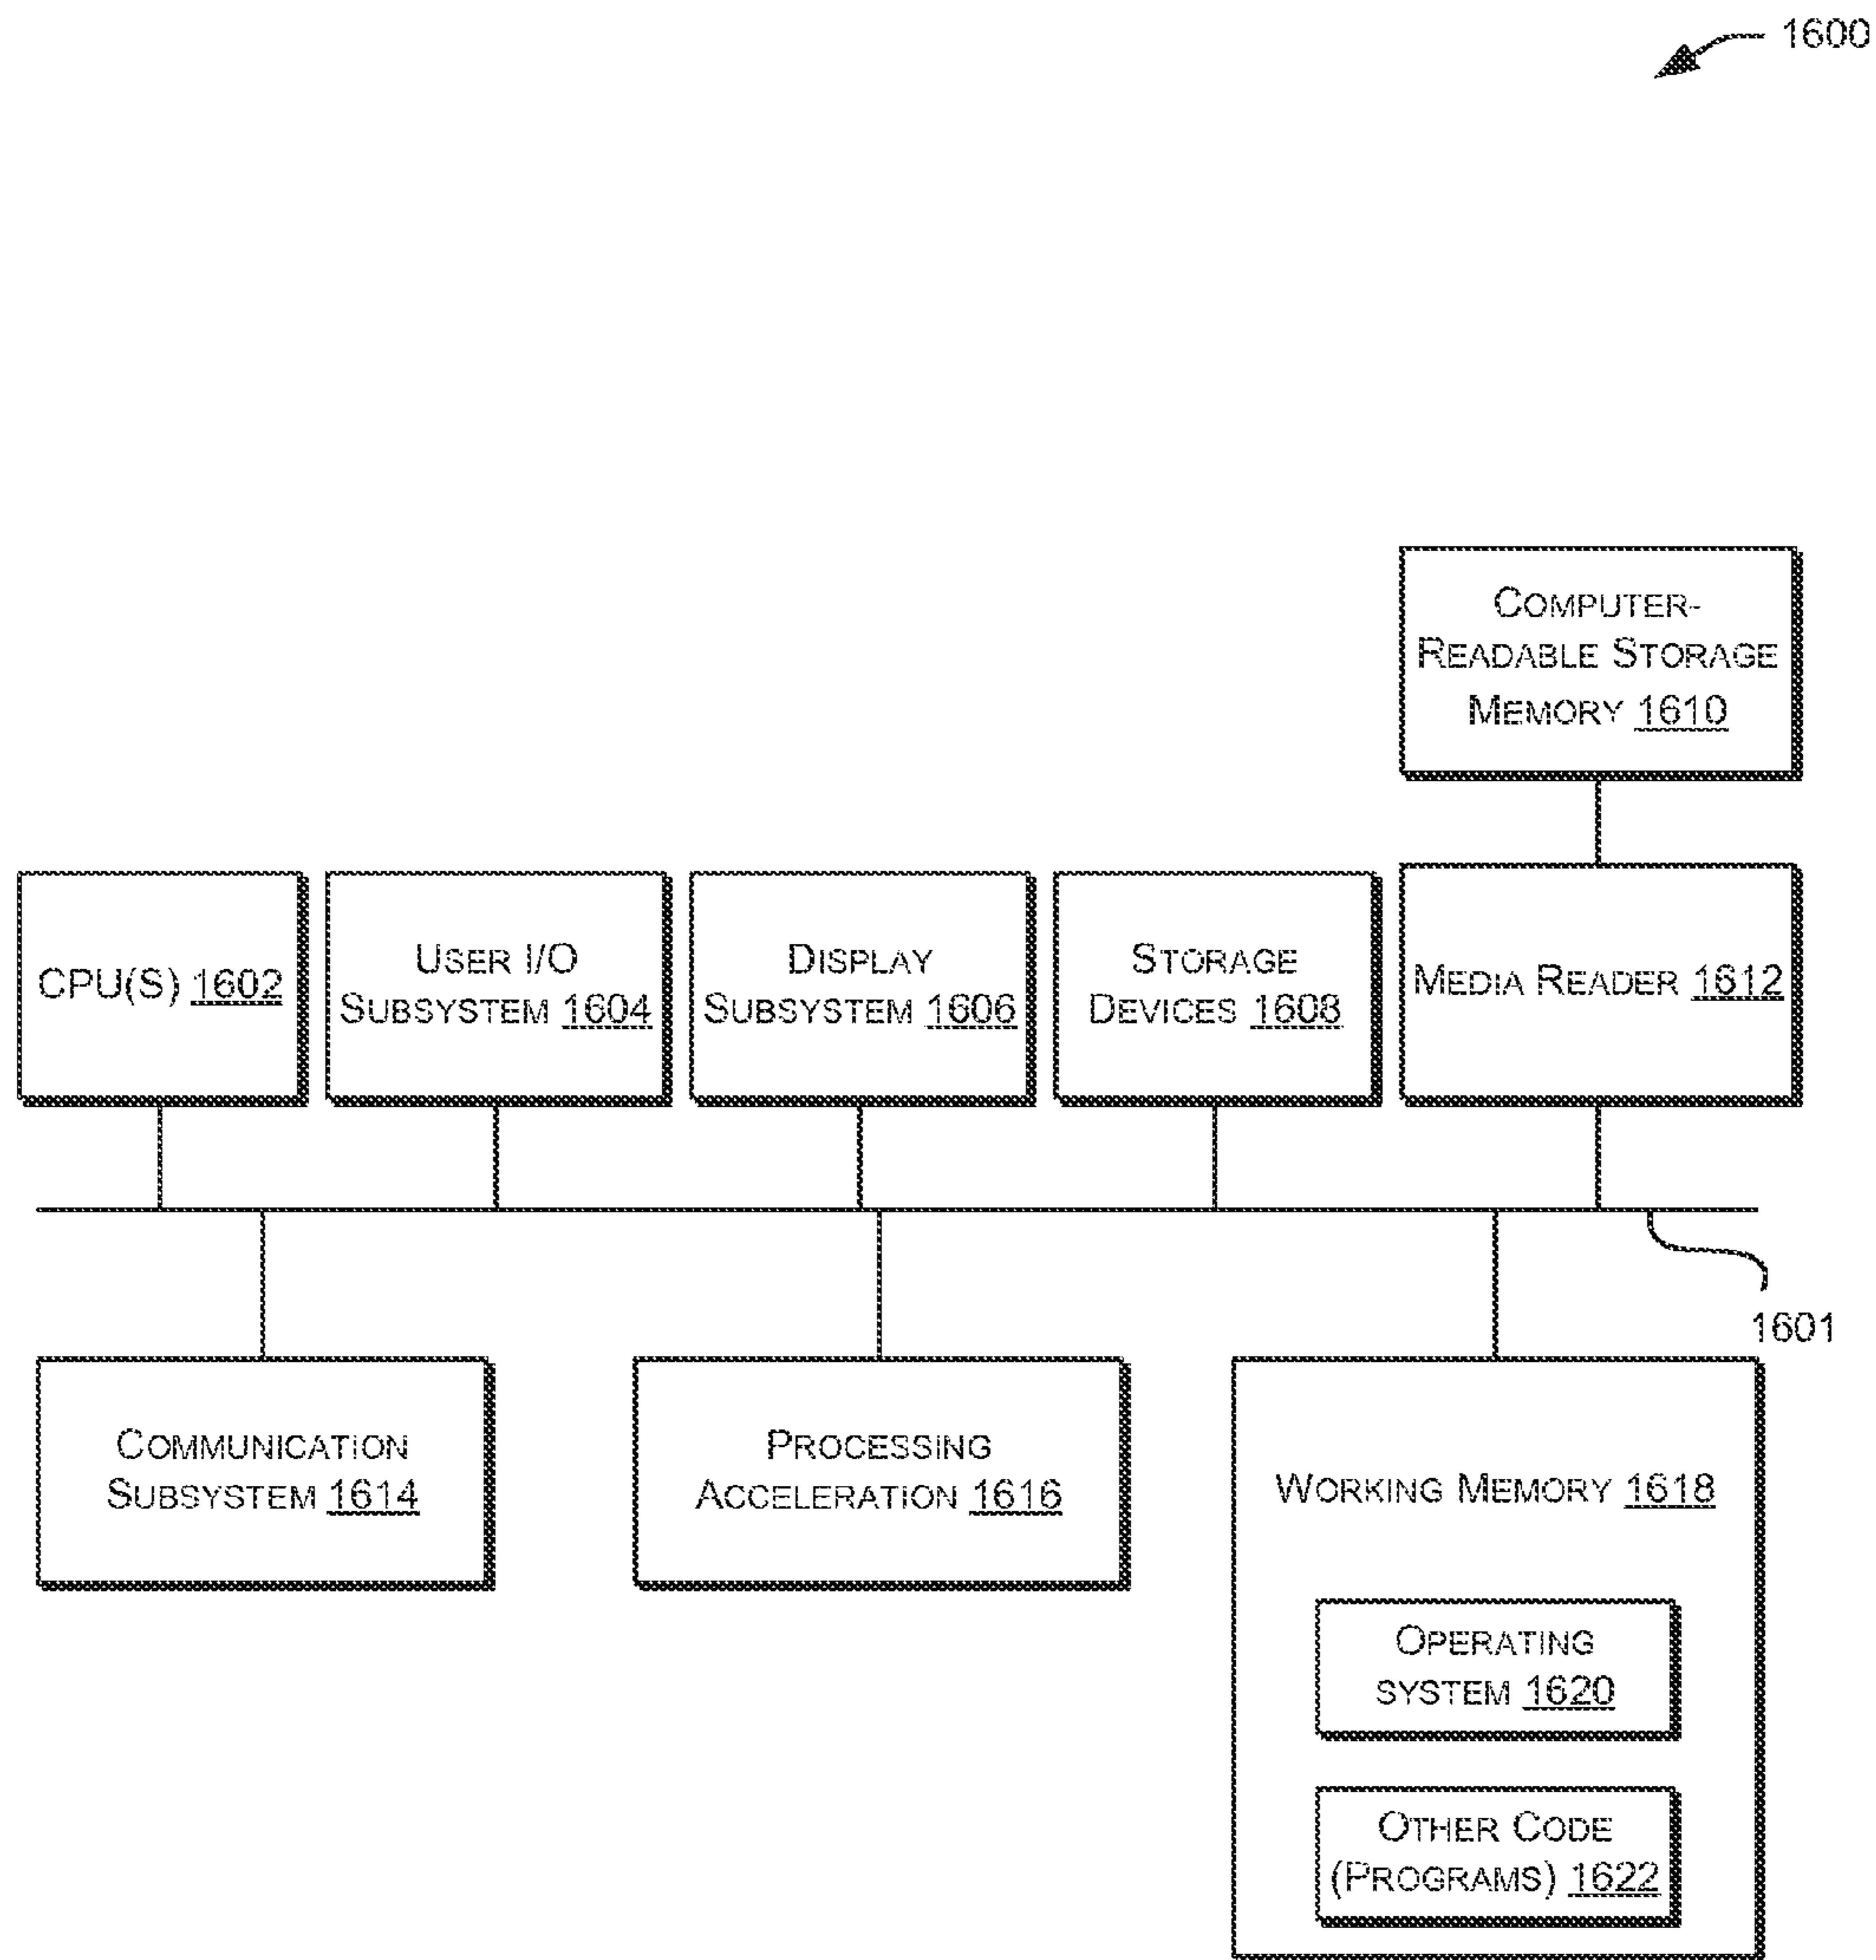 1600
COMPUTER-
READABLE STORAGE
MEMORY 1610
CPU(S) 1602
USER I/O
SUBSYSTEM 1604
DISPLAY
SUBSYSTEM 1606
STORAGE
DEVICES 1608
MEDIA READER 1612
1601
COMMUNICATION
SUBSYSTEM 1614
PROCESSING
ACCELERATION 1616
WORKING MEMORY 1618
OPERATING
SYSTEM 1620
OTHER CODE
(PROGRAMS) 1622